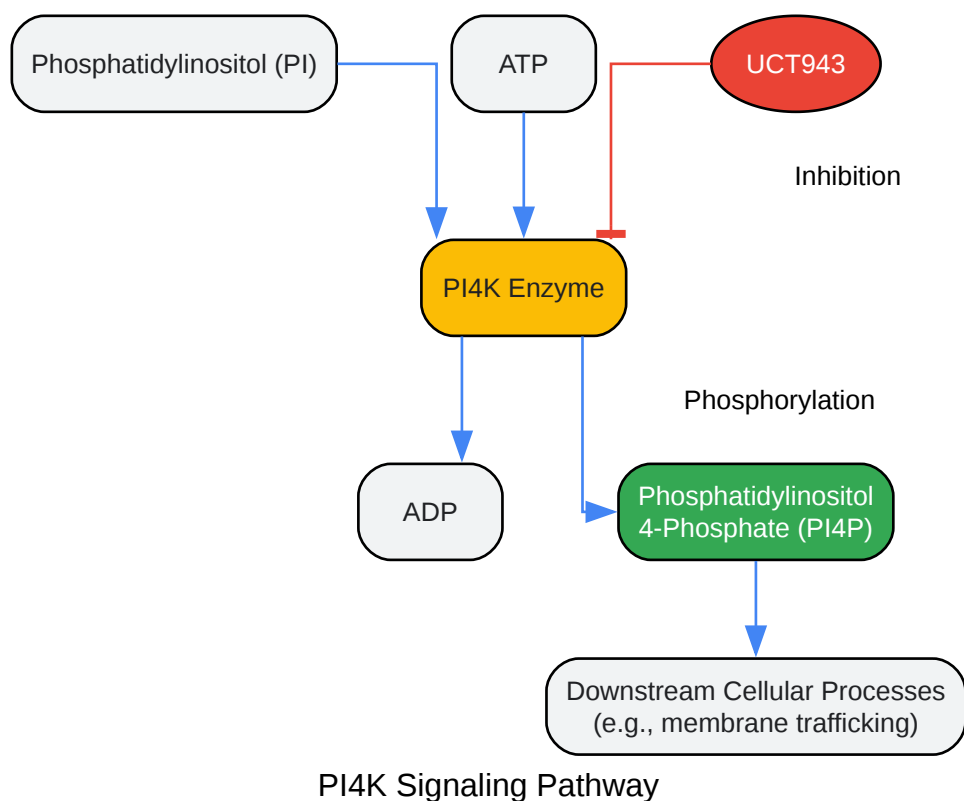 Phosphatidylinositol (PI)
ATP
UCT943
Inhibition
PI4K Enzyme
Phosphorylation
ADP
Phosphatidylinositol
4-Phosphate (PI4P)
Downstream Cellular Processes
(e.g., membrane trafficking)
PI4K Signaling Pathway